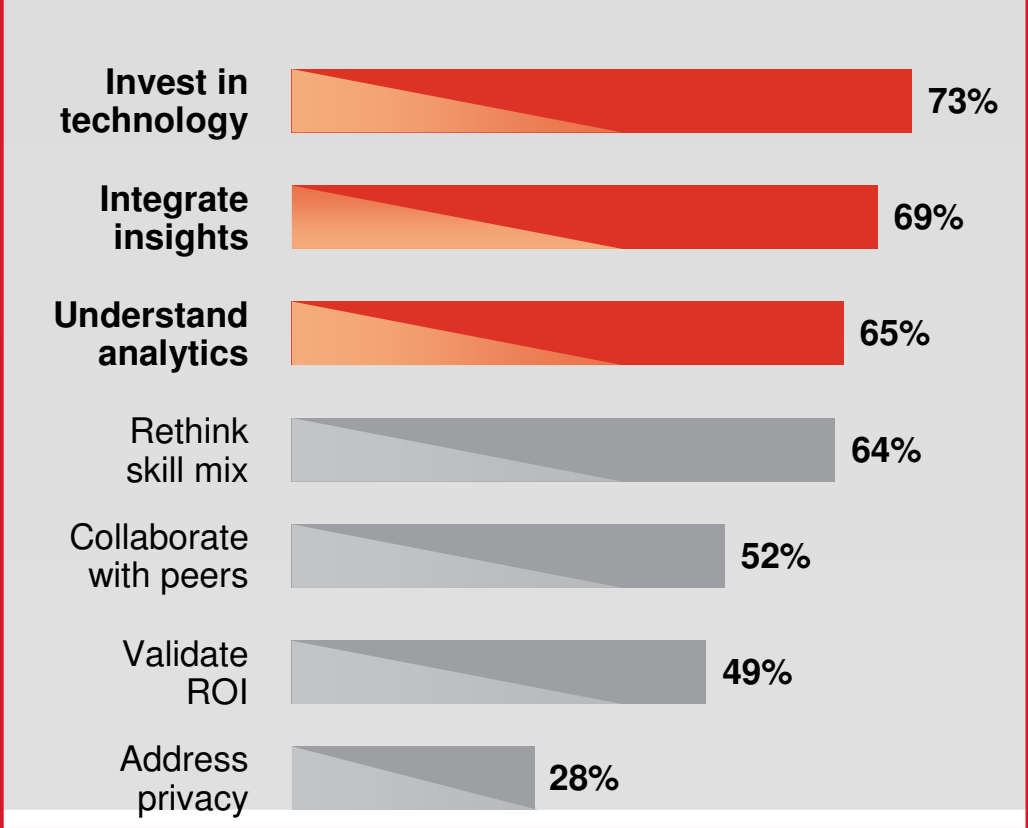 Invest in
technology
73%
Integrate
insights
69%
Understand
analytics
65%
Rethink
skill mix
64%
Collaborate
with peers
52%
Validate
ROI
49%
Address
privacy
28%